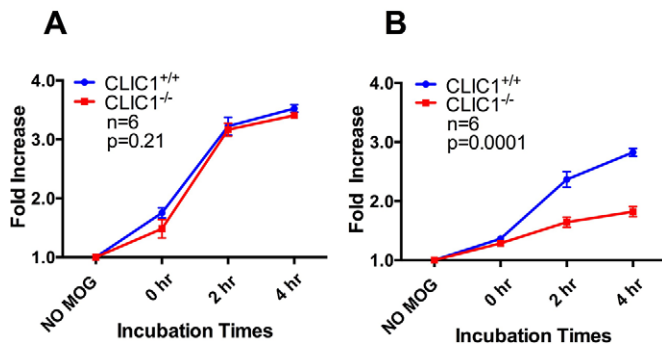 A
CLIC1+/+
CLIC1-/-
n=6
p=0.21
4.0
3.0
2.0
1.0
Fold Increase
NO MOG
0 hr
2 hr
4 hr
Incubation Times
B
CLIC1+/+
CLIC1-/-
n=6
p=0.0001
4.0
3.0
2.0
1.0
Fold Increase
NO MOG
0 hr
2 hr
4 hr
Incubation Times